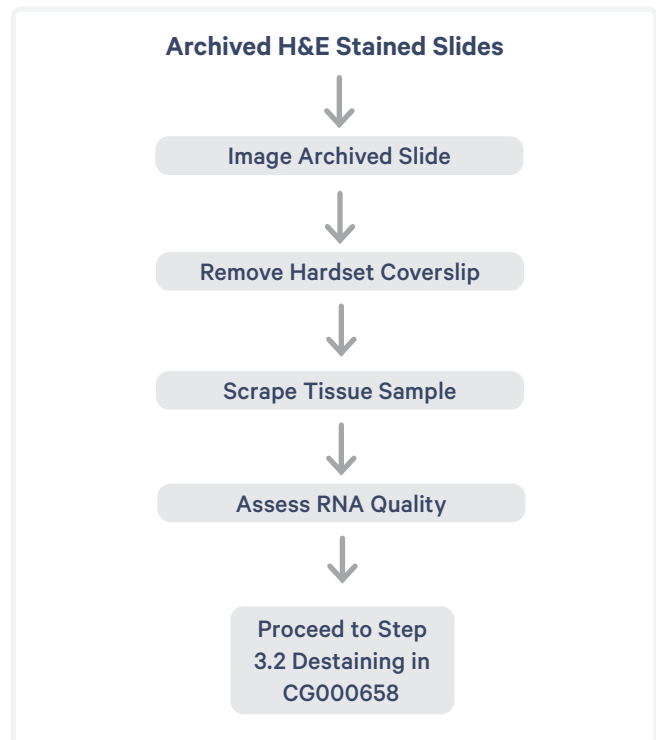 Archived H&E Stained Slides
Image Archived Slide
Remove Hardset Coverslip
Scrape Tissue Sample
Assess RNA Quality
Proceed to Step
3.2 Destaining in
CG000658